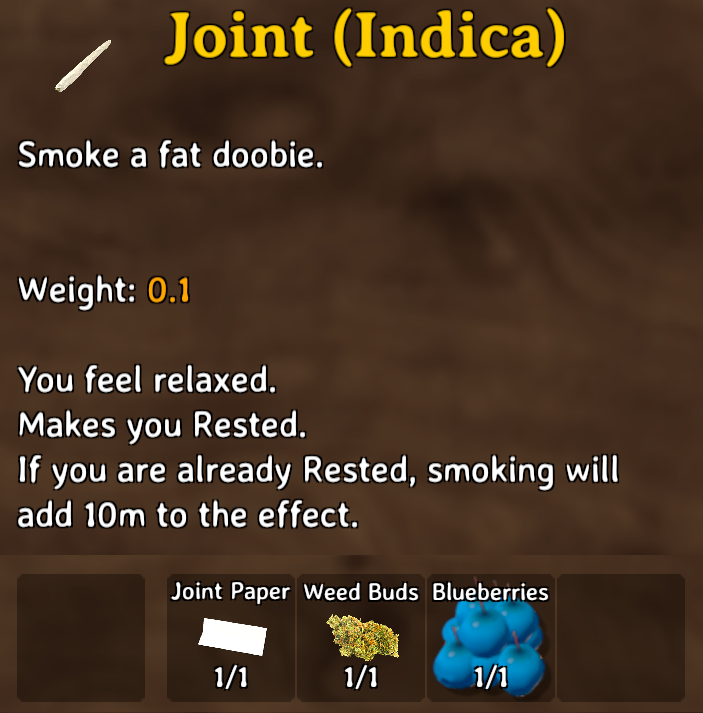 Joint (Indica)
Smoke a fat doobie.
Weight: 0.1
You feel relaxed.
Makes you Rested.
If you are already Rested, smoking will
add 10m to the effect.
Joint Paper Weed Buds Blueberries
1/1 1/1 1/1